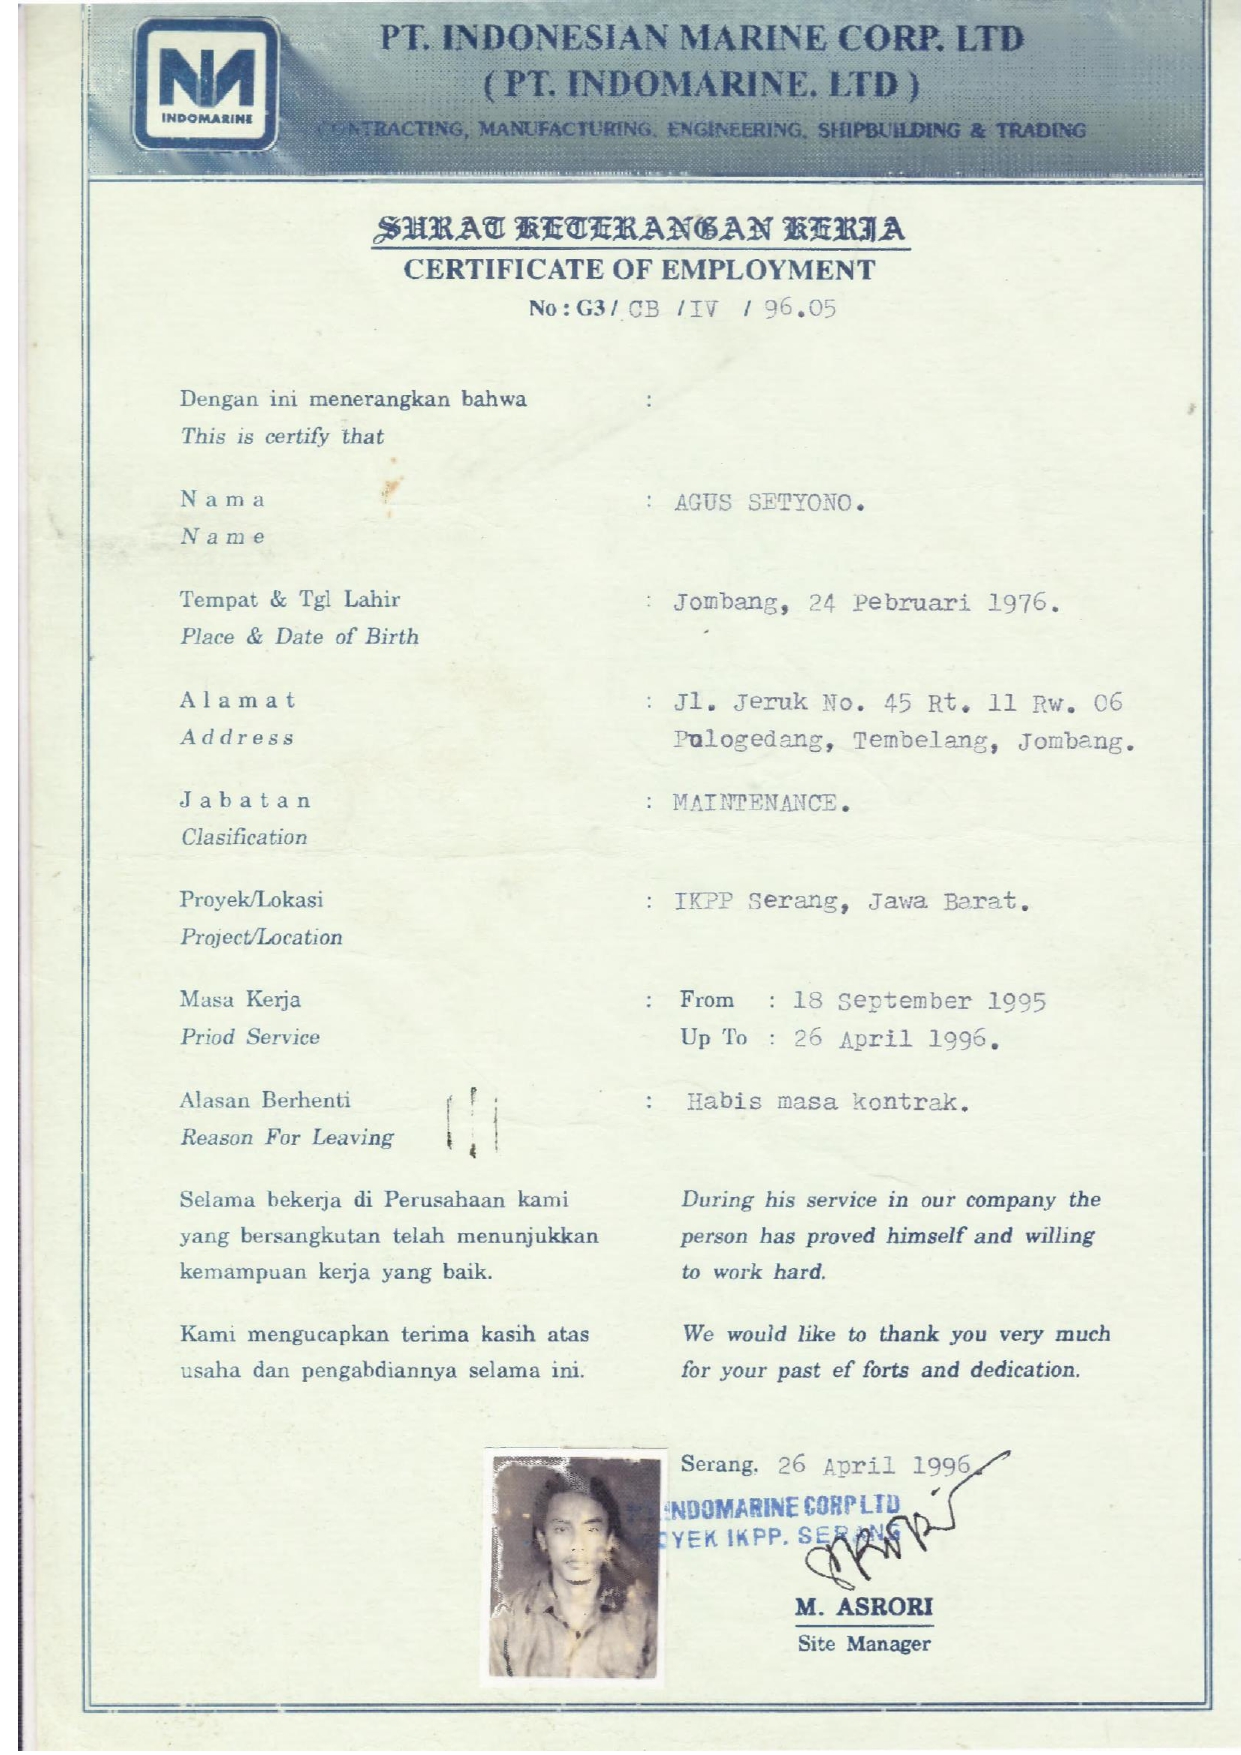 INDOMARINE
PT. INDONESIAN MARINE CORP. LTD
( PT. INDOMARINE. LTD )
CONTRACTING, MANUFACTURING, ENGINEERING, SHIPBUILDING & TRADING
SURAT KETERANGAN KERJA
CERTIFICATE OF EMPLOYMENT
No : G3 / CB / IV / 96.05
Dengan ini menerangkan bahwa :
This is certify that
Nama : AGUS SETYONO.
Name
Tempat & Tgl Lahir : Jombang, 24 Pebruari 1976.
Place & Date of Birth
Alamat : Jl. Jeruk No. 45 Rt. 11 Rw. 06
Address Pulogedang, Tembelang, Jombang.
Jabatan : MAINTENANCE.
Clasification
Proyek/Lokasi : IKPP Serang, Jawa Barat.
Project/Location
Masa Kerja : From : 18 September 1995
Priod Service Up To : 26 April 1996.
Alasan Berhenti : Habis masa kontrak.
Reason For Leaving
Selama bekerja di Perusahaan kami
yang bersangkutan telah menunjukkan
kemampuan kerja yang baik.
During his service in our company the
person has proved himself and willing
to work hard.
Kami mengucapkan terima kasih atas
usaha dan pengabdiannya selama ini.
We would like to thank you very much
for your past ef forts and dedication.
Serang. 26 April 1996.
INDOMARINE CORP LTD
YEK IKPP. SERANG
M. ASRORI
Site Manager